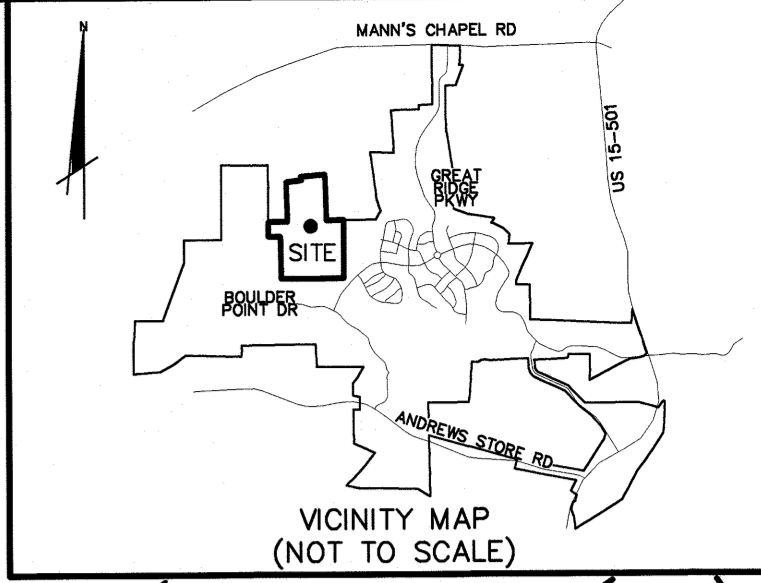 N
MANN'S CHAPEL RD
US 15-501
GREAT
RIDGE
PKWY
SITE
BOULDER
POINT DR
ANDREWS STORE RD
VICINITY MAP
(NOT TO SCALE)